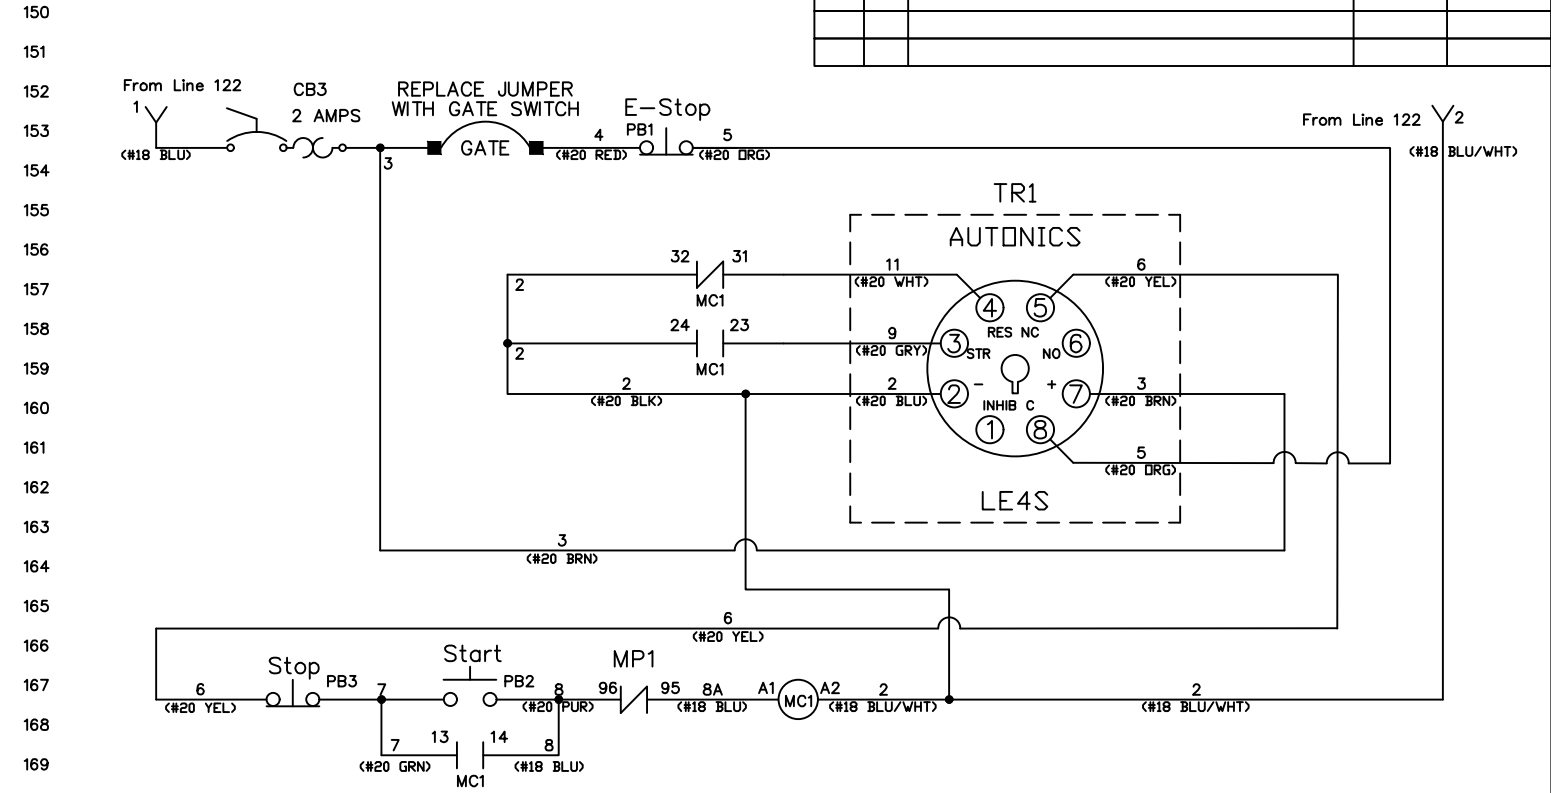 150
151
152
153
154
155
156
157
158
159
160
161
162
163
164
165
166
167
168
169
From Line 122
1
(#18 BLU)
CB3
2 AMPS
3
REPLACE JUMPER
WITH GATE SWITCH
GATE
4
(#20 RED)
E-Stop
PB1
5
(#20 ORG)
From Line 122
2
(#18 BLU/WHT)
TR1
AUTONICS
32
31
MC1
2
11
(#20 WHT)
6
(#20 YEL)
24
23
MC1
2
9
(#20 GRY)
4
5
RES NC
3
STR
NO
6
2
-
+
7
INHIB C
1
8
2
(#20 BLK)
2
(#20 BLU)
3
(#20 BRN)
5
(#20 ORG)
LE4S
3
(#20 BRN)
6
(#20 YEL)
6
(#20 YEL)
Stop
PB3
7
Start
PB2
8
(#20 PUR)
MP1
96
95
8A
(#18 BLU)
A1
MC1
A2
2
(#18 BLU/WHT)
2
(#18 BLU/WHT)
7
(#20 GRN)
13
14
MC1
8
(#18 BLU)